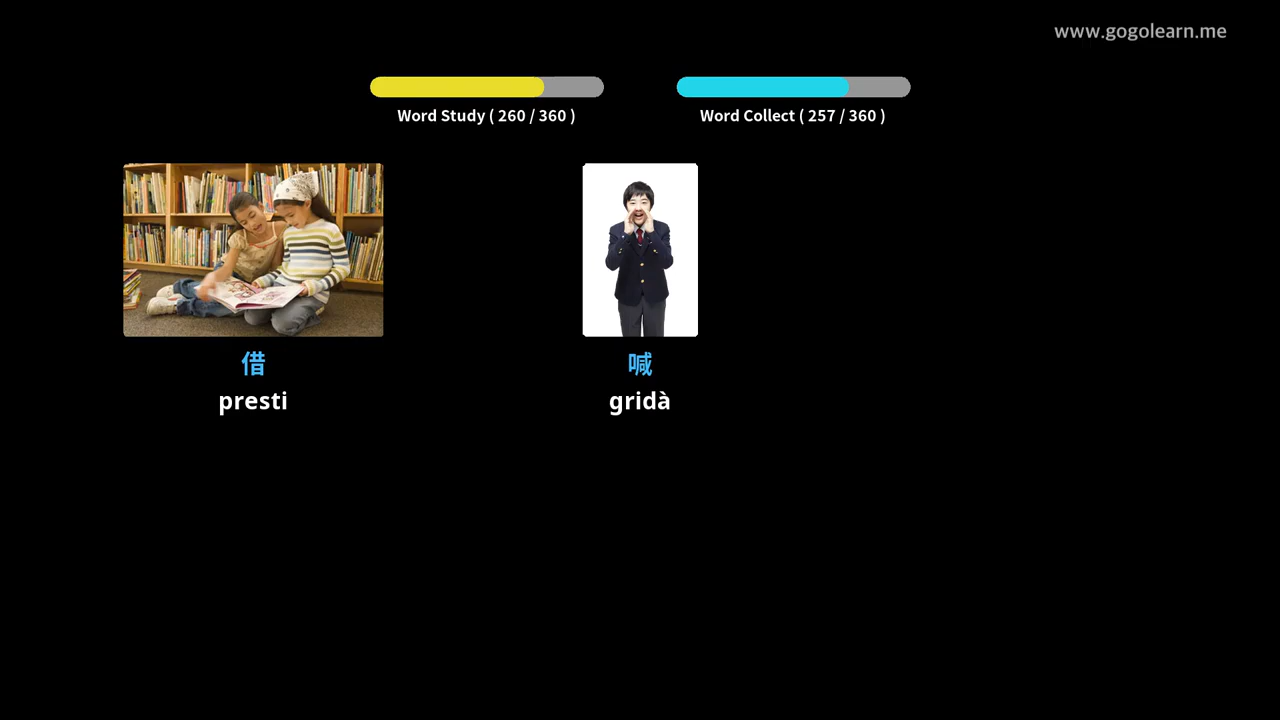 www.gogolearn.me
Word Study ( 260 / 360 )
Word Collect ( 257 / 360 )
借
presti
喊
gridà